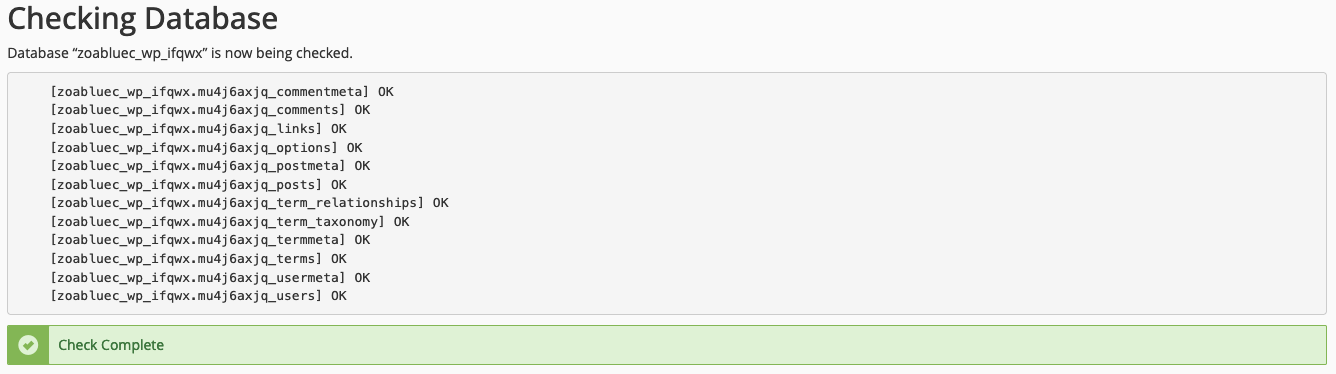 Checking Database
Database “zoabluec_wp_ifqwx” is now being checked.
[zoabluec_wp_ifqwx.mu4j6axjq_commentmeta] OK
[zoabluec_wp_ifqwx.mu4j6axjq_comments] OK
[zoabluec_wp_ifqwx.mu4j6axjq_links] OK
[zoabluec_wp_ifqwx.mu4j6axjq_options] OK
[zoabluec_wp_ifqwx.mu4j6axjq_postmeta] OK
[zoabluec_wp_ifqwx.mu4j6axjq_posts] OK
[zoabluec_wp_ifqwx.mu4j6axjq_term_relationships] OK
[zoabluec_wp_ifqwx.mu4j6axjq_term_taxonomy] OK
[zoabluec_wp_ifqwx.mu4j6axjq_termmeta] OK
[zoabluec_wp_ifqwx.mu4j6axjq_terms] OK
[zoabluec_wp_ifqwx.mu4j6axjq_usermeta] OK
[zoabluec_wp_ifqwx.mu4j6axjq_users] OK
Check Complete